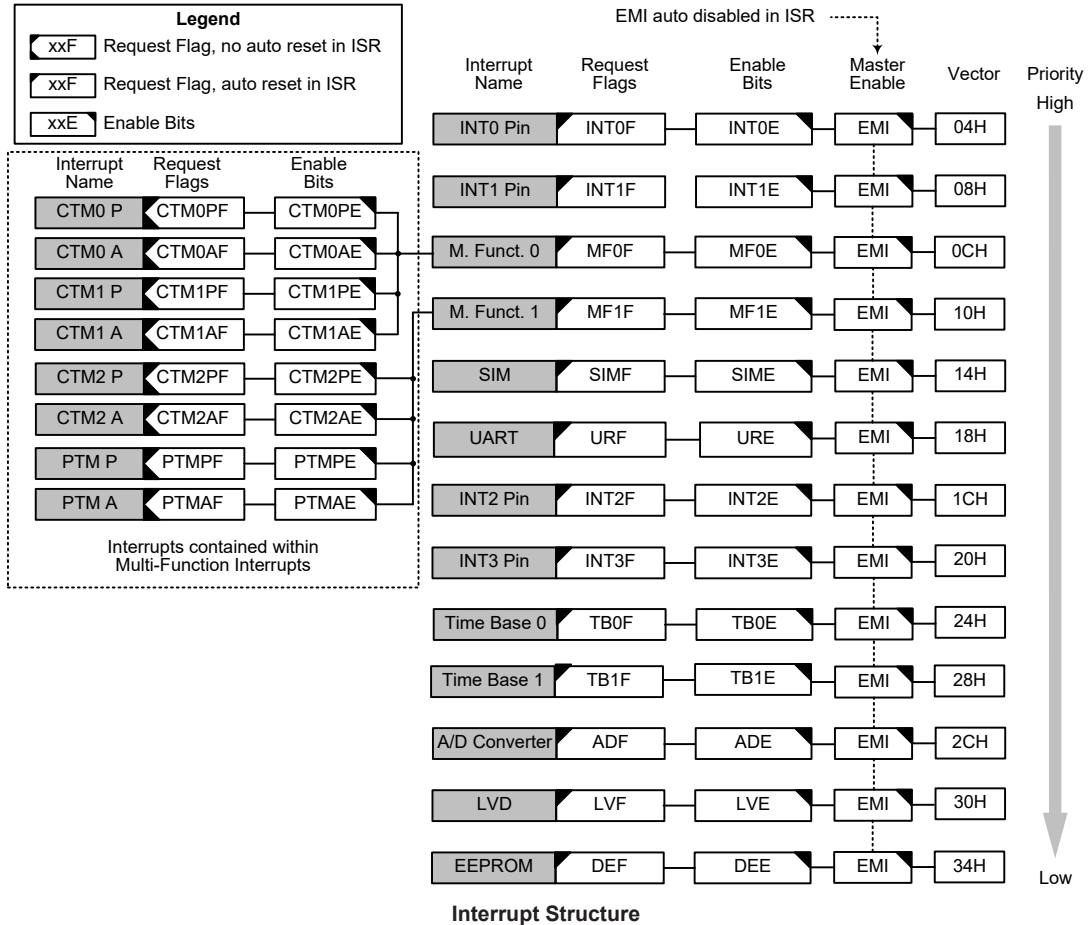 Legend
xxF Request Flag, no auto reset in ISR
xxF Request Flag, auto reset in ISR
xxE Enable Bits
EMI auto disabled in ISR
Interrupt Name Request Flags Enable Bits Master Enable Vector Priority
High
INT0 Pin INT0F INT0E EMI 04H
INT1 Pin INT1F INT1E EMI 08H
M. Funct. 0 MF0F MF0E EMI 0CH
M. Funct. 1 MF1F MF1E EMI 10H
SIM SIMF SIME EMI 14H
UART URF URE EMI 18H
INT2 Pin INT2F INT2E EMI 1CH
INT3 Pin INT3F INT3E EMI 20H
Time Base 0 TB0F TB0E EMI 24H
Time Base 1 TB1F TB1E EMI 28H
A/D Converter ADF ADE EMI 2CH
LVD LVF LVE EMI 30H
EEPROM DEF DEE EMI 34H
Low
Interrupt Name Request Flags Enable Bits
CTM0 P CTM0PF CTM0PE
CTM0 A CTM0AF CTM0AE
CTM1 P CTM1PF CTM1PE
CTM1 A CTM1AF CTM1AE
CTM2 P CTM2PF CTM2PE
CTM2 A CTM2AF CTM2AE
PTM P PTMPF PTMPE
PTM A PTMAF PTMAE
Interrupts contained within
Multi-Function Interrupts
Interrupt Structure